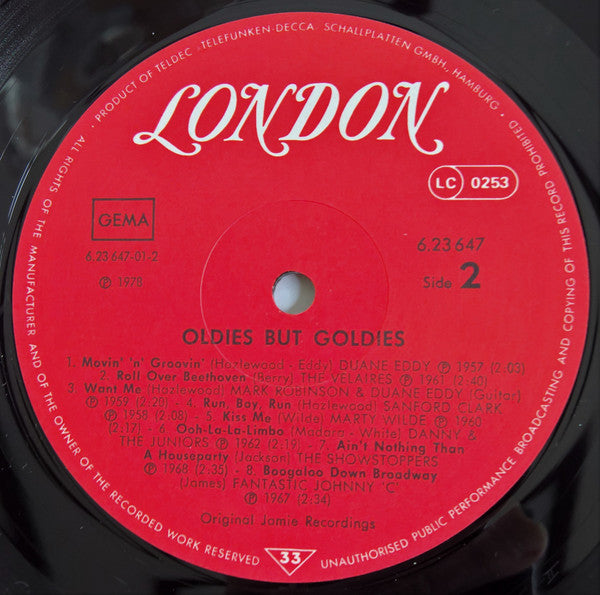 · PRODUCT OF TELDEC »TELEFUNKEN-DECCA« SCHALLPLATTEN GMBH., HAMBURG ·
LONDON
LC 0253
GEMA
6.23 647-01-2
Ⓟ 1978
6.23 647
Side 2
OLDIES BUT GOLDIES
1. Movin' 'n' Groovin' (Hazlewood - Eddy) DUANE EDDY Ⓟ 1957 (2.03)
2. Roll Over Beethoven (Berry) THE VELAIRES Ⓟ 1961 (2:40)
3. Want Me (Hazlewood) MARK ROBINSON & DUANE EDDY (Guitar)
Ⓟ 1959 (2.20) - 4. Run, Boy, Run (Hazlewood) SANFORD CLARK
Ⓟ 1958 (2:08) - 5. Kiss Me (Wilde) MARTY WILDE Ⓟ 1960
(2.17) - 6. Ooh-La-La-Limbo (Madara - White) DANNY &
THE JUNIORS Ⓟ 1962 (2:19) - 7. Ain't Nothing Than
A Houseparty (Jackson) THE SHOWSTOPPERS
Ⓟ 1968 (2:35) - 8. Boogaloo Down Broadway
(James) FANTASTIC JOHNNY "C"
Ⓟ 1967 (2:34)
Original Jamie Recordings
ALL RIGHTS OF THE MANUFACTURER AND OF THE OWNER OF THE RECORDED WORK RESERVED
33
UNAUTHORISED PUBLIC PERFORMANCE BROADCASTING AND COPYING OF THIS RECORD PROHIBITED ·